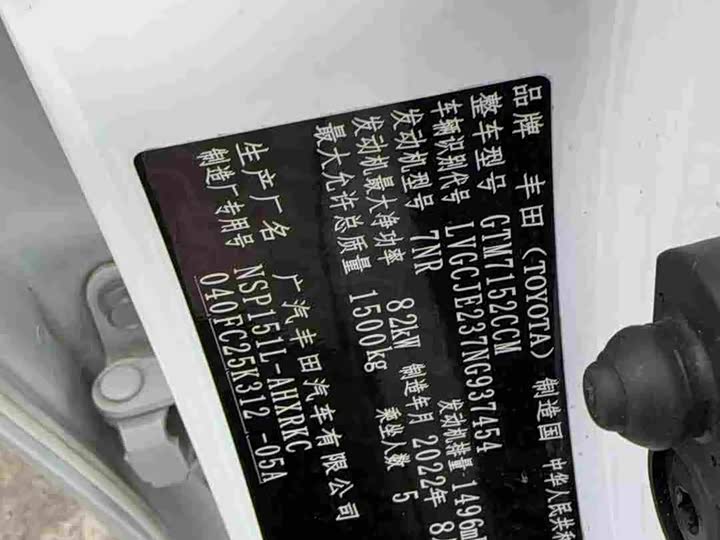 品牌 丰田 (TOYOTA) 制造国 中华人民共和
整车型号 GTM7152CCM
车辆识别代号 LVGCJE237NG937454
发动机型号 7NR 发动机排量 1496m
发动机最大净功率 82kW 制造年月 2022年 8
最大允许总质量 1500kg 乘坐人数 5
生产厂名 广汽丰田汽车有限公司
制造厂专用号 NSP151L-AHXRKC
040FC25K312 -05A